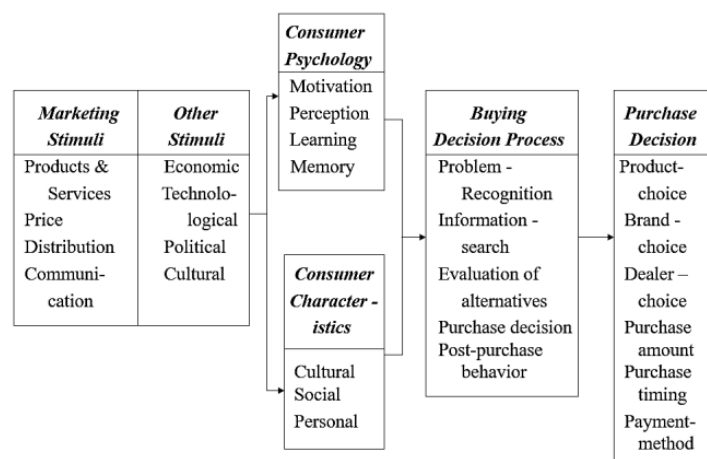 Marketing
Stimuli
Products &
Services
Price
Distribution
Communi-
cation
Other
Stimuli
Economic
Technolo-
logical
Political
Cultural
Consumer
Psychology
Motivation
Perception
Learning
Memory
Consumer
Character -
istics
Cultural
Social
Personal
Buying
Decision Process
Problem -
Recognition
Information -
search
Evaluation of
alternatives
Purchase decision
Post-purchase
behavior
Purchase
Decision
Product-
choice
Brand -
choice
Dealer –
choice
Purchase
amount
Purchase
timing
Payment-
method